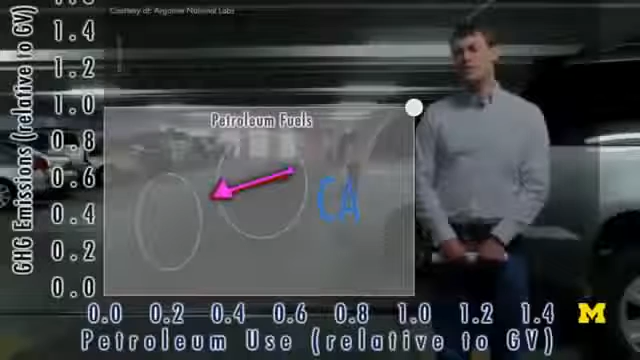 Courtesy of: Argonne National Labs
GHG Emissions (relative to GV)
1.4
1.2
1.0
0.8
0.6
0.4
0.2
0.0
Petroleum Fuels
CA
0.0 0.2 0.4 0.6 0.8 1.0 1.2 1.4
Petroleum Use (relative to GV)
M